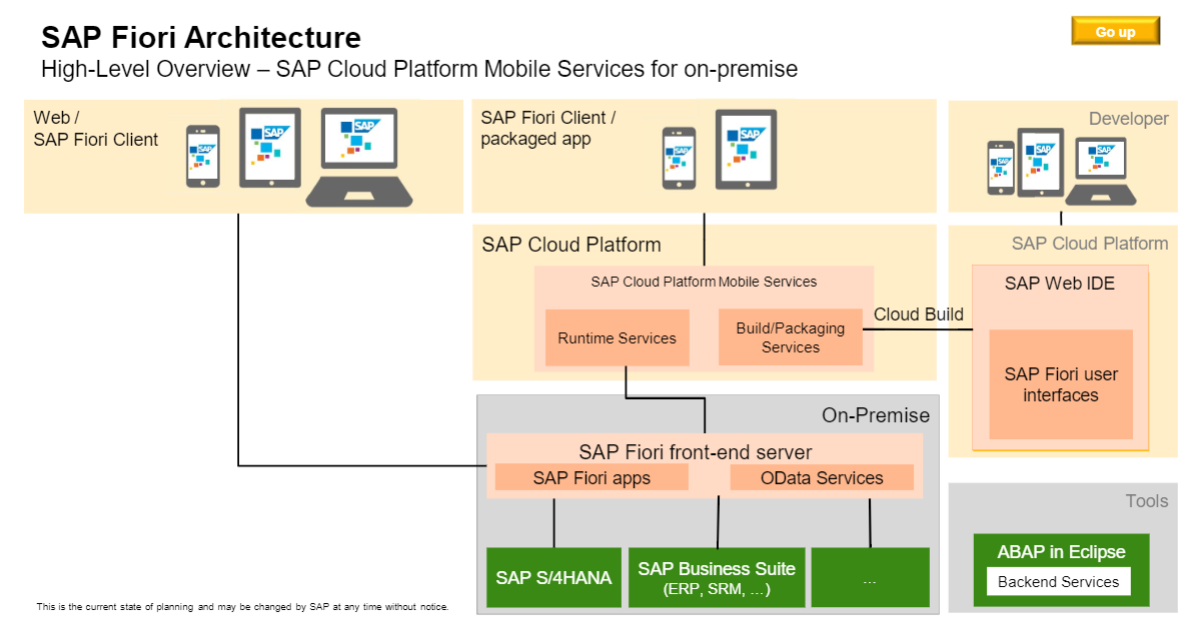 SAP Fiori Architecture
Go up
High-Level Overview – SAP Cloud Platform Mobile Services for on-premise
Web /
SAP Fiori Client
SAP
SAP
SAP
SAP Fiori Client /
packaged app
SAP
SAP
Developer
SAP
SAP
SAP
SAP Cloud Platform
SAP Cloud Platform Mobile Services
Runtime Services
Build/Packaging
Services
Cloud Build
SAP Cloud Platform
SAP Web IDE
SAP Fiori user
interfaces
On-Premise
SAP Fiori front-end server
SAP Fiori apps
OData Services
SAP S/4HANA
SAP Business Suite
(ERP, SRM, ...)
...
Tools
ABAP in Eclipse
Backend Services
This is the current state of planning and may be changed by SAP at any time without notice.